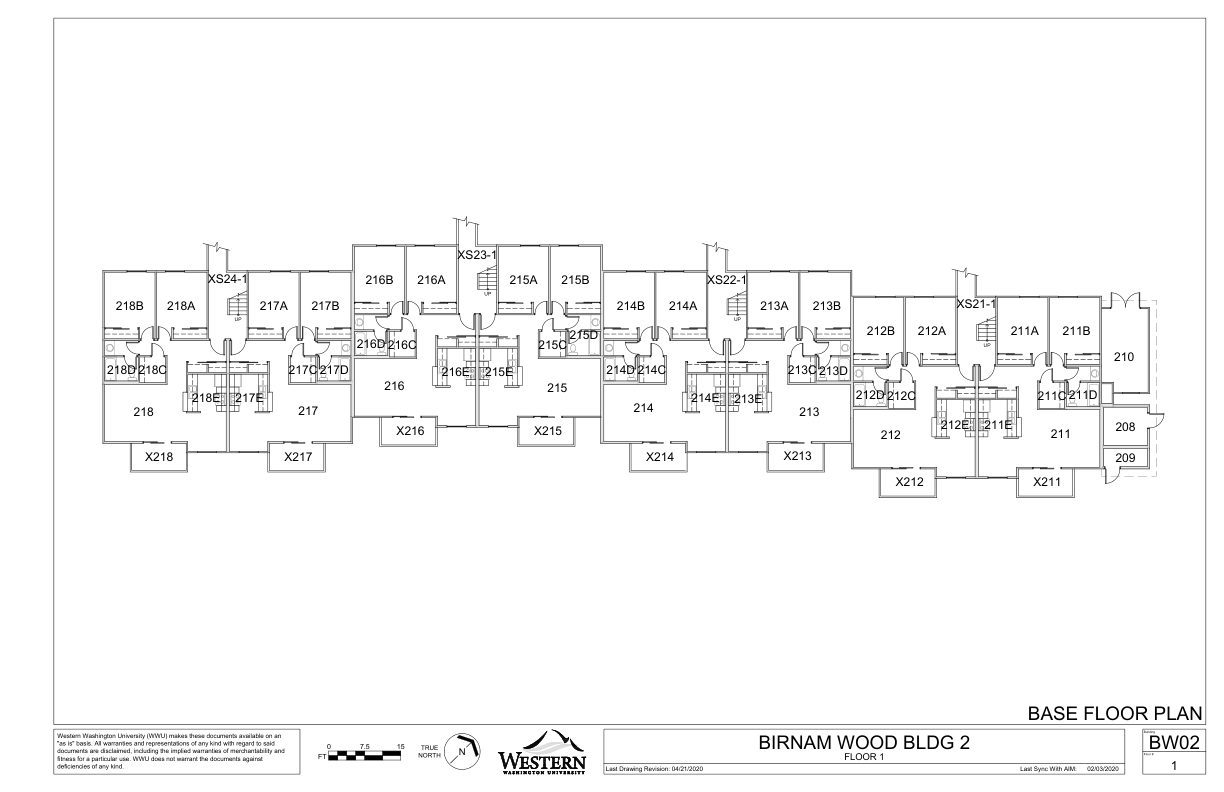 XS23-1
216B
216A
215A
215B
UP
XS24-1
218B
218A
217A
217B
UP
XS22-1
214B
214A
213A
213B
UP
XS21-1
212B
212A
211A
211B
UP
210
216D
216C
215C
215D
218D
218C
217C
217D
214D
214C
213C
213D
212D
212C
211C
211D
216
216E
215E
215
218
218E
217E
217
214
214E
213E
213
212
212E
211E
211
208
209
X216
X215
X218
X217
X214
X213
X212
X211
BASE FLOOR PLAN
Western Washington University (WWU) makes these documents available on an
"as is" basis. All warranties and representations of any kind with regard to said
documents are disclaimed, including the implied warranties of merchantability and
fitness for a particular use. WWU does not warrant the documents against
deficiencies of any kind.
0 7.5 15
FT
TRUE
NORTH
N
WESTERN
WASHINGTON UNIVERSITY
BIRNAM WOOD BLDG 2
FLOOR 1
Last Drawing Revision: 04/21/2020
Last Sync With AIM: 02/03/2020
BW02
1